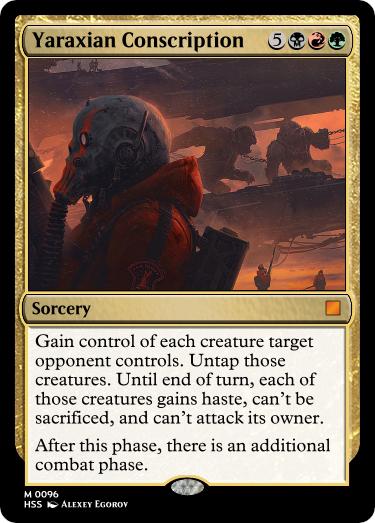 Yaraxian Conscription 5
Sorcery
Gain control of each creature target
opponent controls. Untap those
creatures. Until end of turn, each of
those creatures gains haste, can't be
sacrificed, and can't attack its owner.
After this phase, there is an additional
combat phase.
M 0096
HSS Alexey Egorov